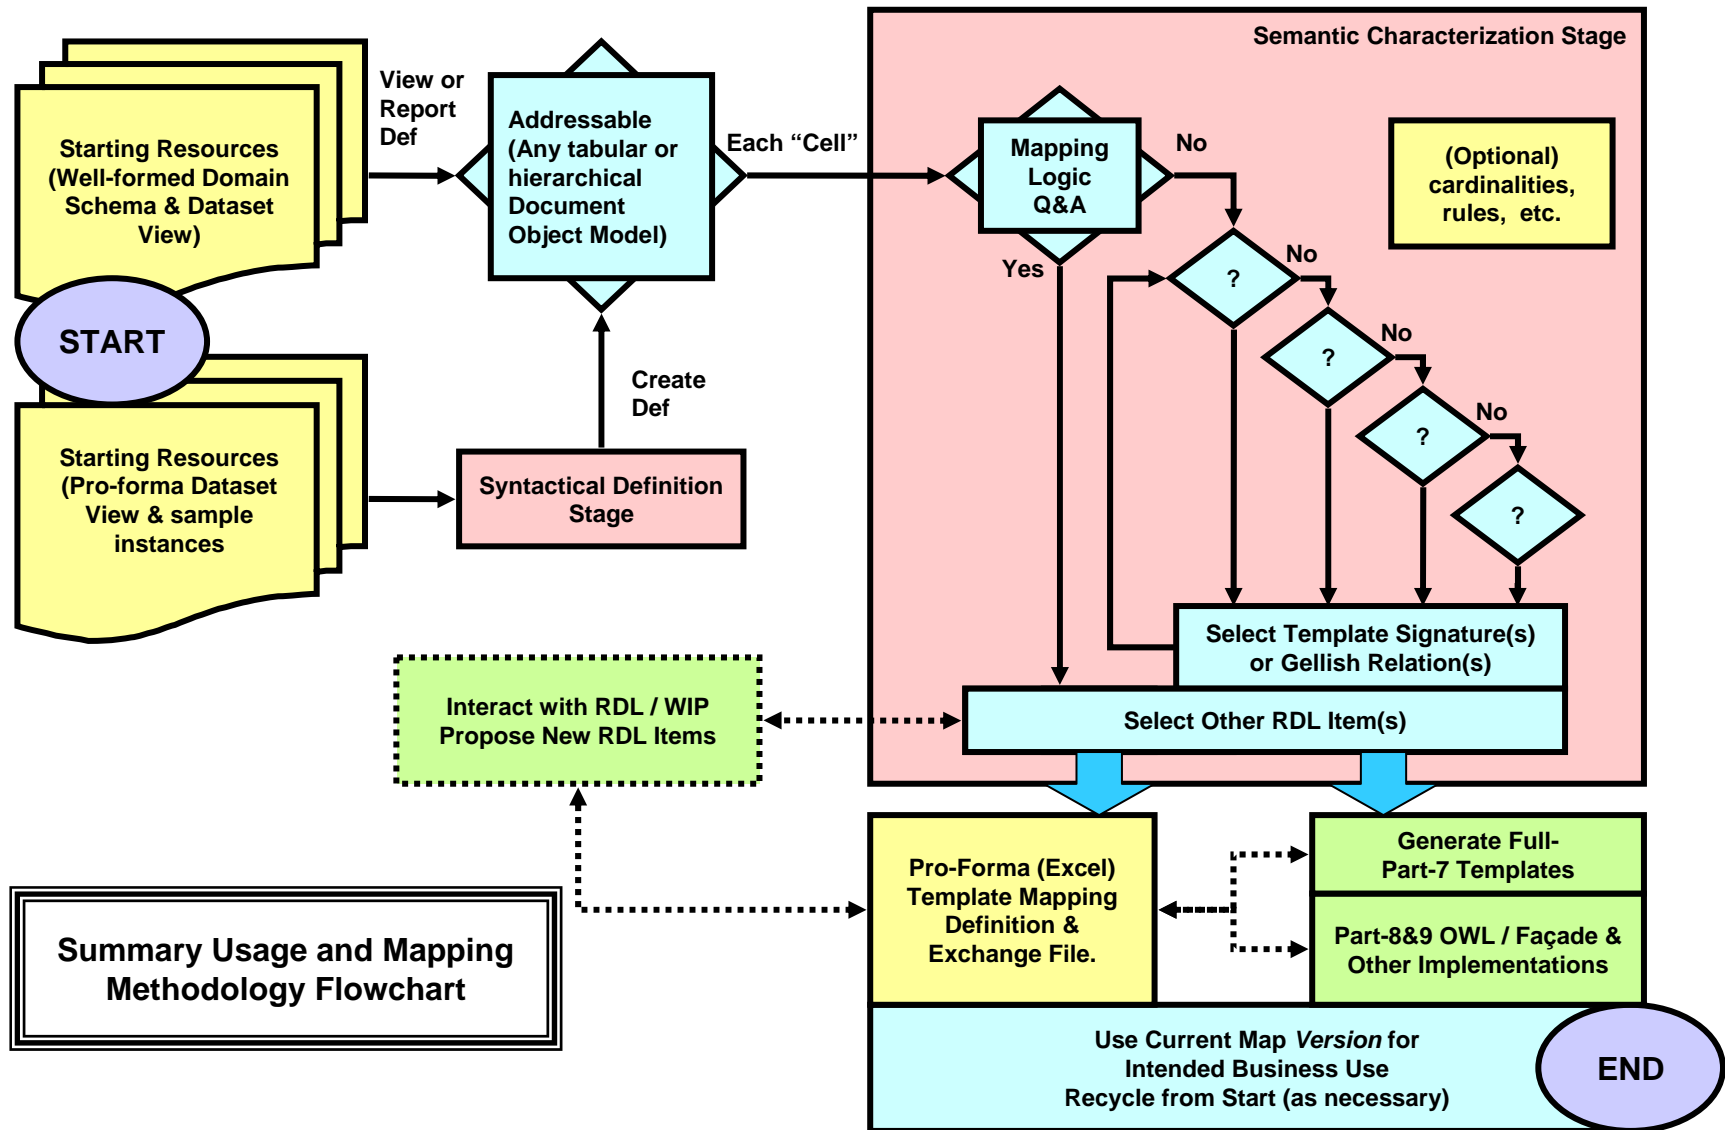 Starting Resources
(Well-formed Domain
Schema & Dataset
View)
START
Starting Resources
(Pro-forma Dataset
View & sample
instances
View or
Report
Def
Addressable
(Any tabular or
hierarchical
Document
Object Model)
Create
Def
Syntactical Definition
Stage
Each “Cell”
Semantic Characterization Stage
Mapping
Logic
Q&A
No
Yes
(Optional)
cardinalities,
rules, etc.
?
No
?
No
?
No
?
Select Template Signature(s)
or Gellish Relation(s)
Select Other RDL Item(s)
Interact with RDL / WIP
Propose New RDL Items
Pro-Forma (Excel)
Template Mapping
Definition &
Exchange File.
Generate Full-
Part-7 Templates
Part-8&9 OWL / Façade &
Other Implementations
Use Current Map Version for
Intended Business Use
Recycle from Start (as necessary)
END
Summary Usage and Mapping
Methodology Flowchart